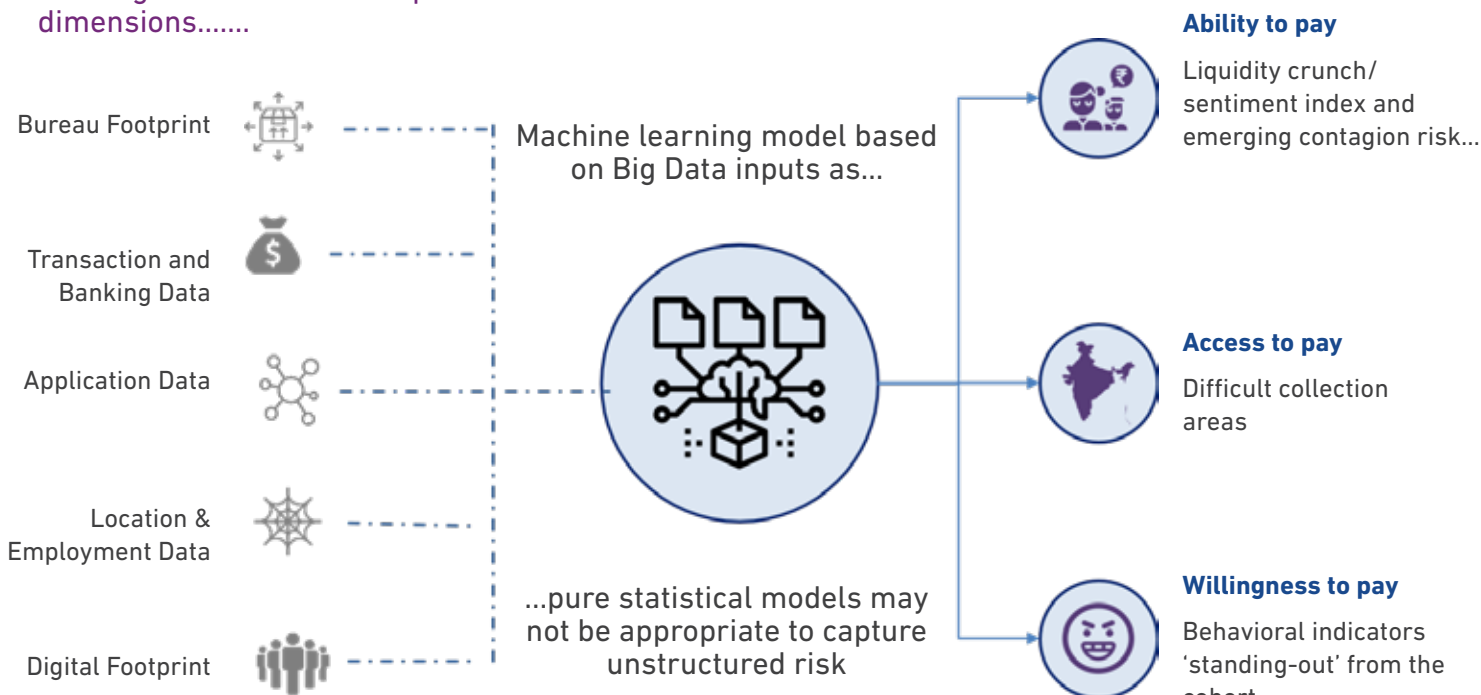 dimensions.......
Bureau Footprint
Transaction and
Banking Data
Application Data
Location &
Employment Data
Digital Footprint
Machine learning model based
on Big Data inputs as...
...pure statistical models may
not be appropriate to capture
unstructured risk
Ability to pay
Liquidity crunch/
sentiment index and
emerging contagion risk...
Access to pay
Difficult collection
areas
Willingness to pay
Behavioral indicators
‘standing-out’ from the